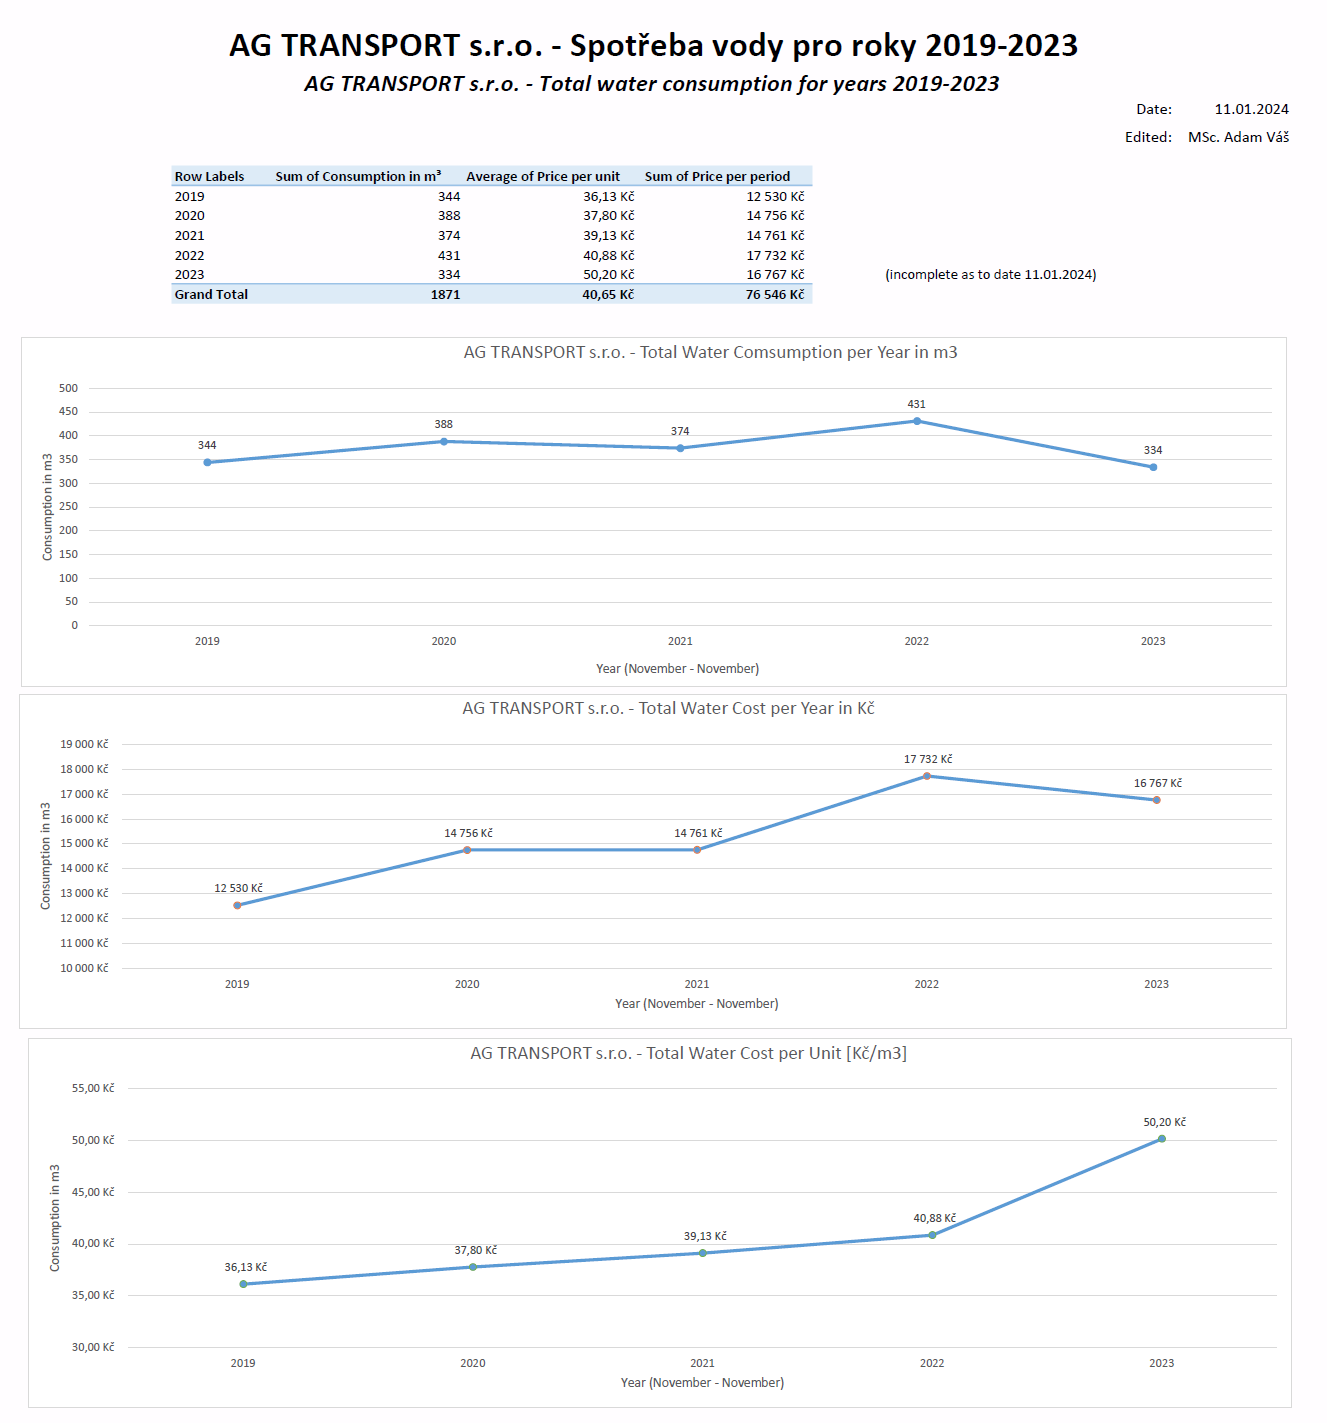 AG TRANSPORT s.r.o. - Spotřeba vody pro roky 2019-2023
AG TRANSPORT s.r.o. - Total water consumption for years 2019-2023
Date: 11.01.2024
Edited: MSc. Adam Váš
Row Labels Sum of Consumption in m³ Average of Price per unit Sum of Price per period
2019 344 36,13 Kč 12 530 Kč
2020 388 37,80 Kč 14 756 Kč
2021 374 39,13 Kč 14 761 Kč
2022 431 40,88 Kč 17 732 Kč
2023 334 50,20 Kč 16 767 Kč (incomplete as to date 11.01.2024)
Grand Total 1871 40,65 Kč 76 546 Kč
AG TRANSPORT s.r.o. - Total Water Comsumption per Year in m3
Consumption in m3
500
450
400
350
300
250
200
150
100
50
0
344
388
374
431
334
2019 2020 2021 2022 2023
Year (November - November)
AG TRANSPORT s.r.o. - Total Water Cost per Year in Kč
Consumption in m3
19 000 Kč
18 000 Kč
17 000 Kč
16 000 Kč
15 000 Kč
14 000 Kč
13 000 Kč
12 000 Kč
11 000 Kč
10 000 Kč
12 530 Kč
14 756 Kč
14 761 Kč
17 732 Kč
16 767 Kč
2019 2020 2021 2022 2023
Year (November - November)
AG TRANSPORT s.r.o. - Total Water Cost per Unit [Kč/m3]
Consumption in m3
55,00 Kč
50,00 Kč
45,00 Kč
40,00 Kč
35,00 Kč
30,00 Kč
36,13 Kč
37,80 Kč
39,13 Kč
40,88 Kč
50,20 Kč
2019 2020 2021 2022 2023
Year (November - November)